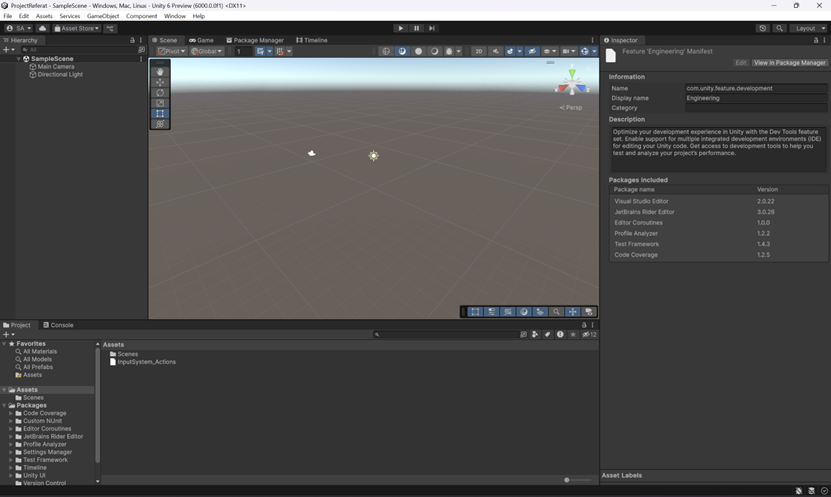 ProjectReferat - SampleScene - Windows, Mac, Linux - Unity 6 Preview (6000.0.0f1) <DX11>
File Edit Assets Services GameObject Component Window Help
SA Asset Store Layout
Hierarchy
All
SampleScene
Main Camera
Directional Light
Scene Game Package Manager Timeline
Pivot Global 1 2D
Persp
Inspector
Feature 'Engineering' Manifest
Edit View in Package Manager
Information
Name com.unity.feature.development
Display name Engineering
Category
Description
Optimize your development experience in Unity with the Dev Tools feature
set. Enable support for multiple integrated development environments (IDE)
for editing your Unity code. Get access to development tools to help you
test and analyze your project's performance.
Packages Included
Package name Version
Visual Studio Editor 2.0.22
JetBrains Rider Editor 3.0.28
Editor Coroutines 1.0.0
Profile Analyzer 1.2.2
Test Framework 1.4.3
Code Coverage 1.2.5
Asset Labels
Project Console
12
Favorites
All Materials
All Models
All Prefabs
Assets
Assets
Scenes
Packages
Code Coverage
Custom NUnit
Editor Coroutines
JetBrains Rider Editor
Profile Analyzer
Settings Manager
Test Framework
Timeline
Unity UI
Version Control
Assets
Scenes
InputSystem_Actions